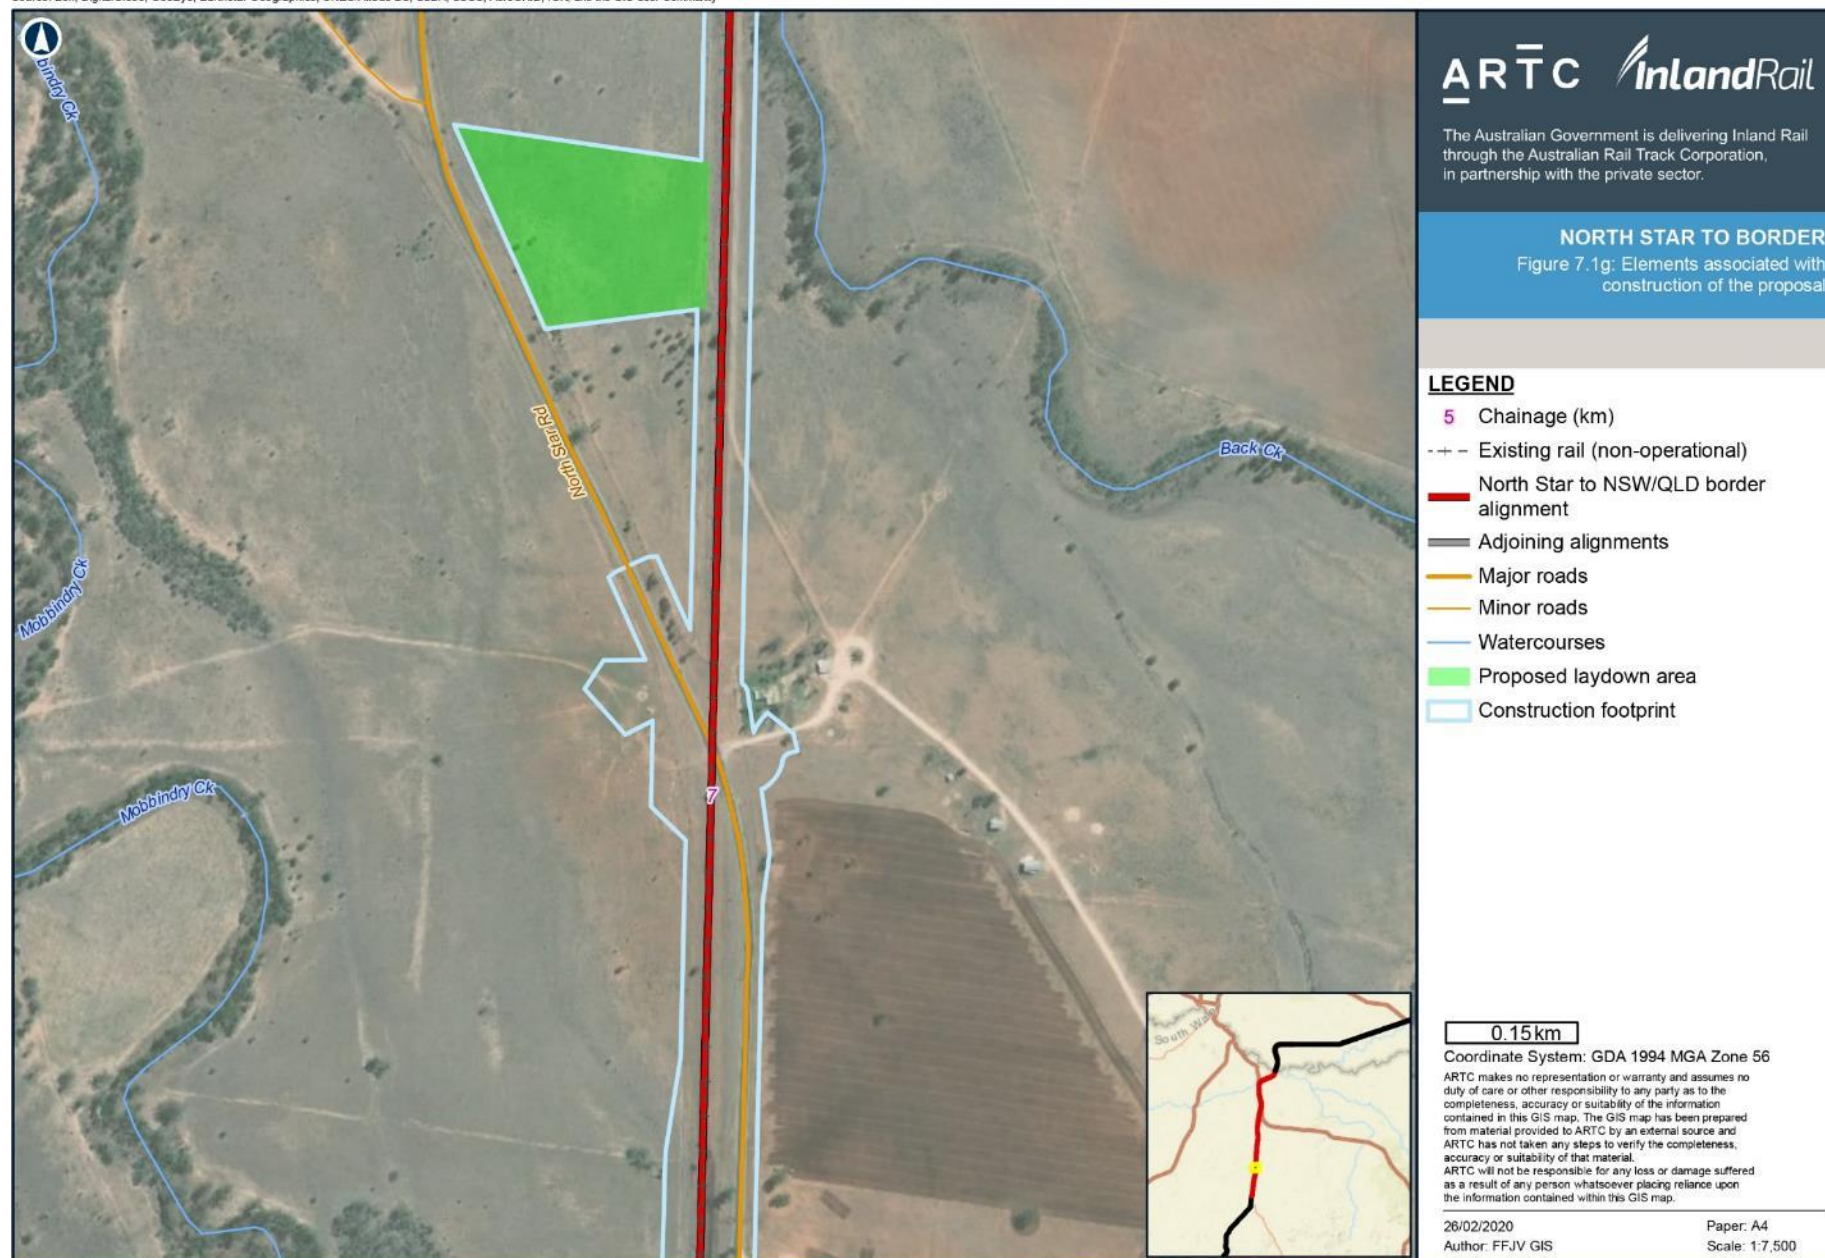 ARTC InlandRail
The Australian Government is delivering Inland Rail
through the Australian Rail Track Corporation,
in partnership with the private sector.
NORTH STAR TO BORDER
Figure 7.1g: Elements associated with
construction of the proposal
LEGEND
5 Chainage (km)
Existing rail (non-operational)
North Star to NSW/QLD border
alignment
Adjoining alignments
Major roads
Minor roads
Watercourses
Proposed laydown area
Construction footprint
bindry Ck
North Star Rd
Back Ck
Mobbindry Ck
7
Mobbindry Ck
South Wale
0.15 km
Coordinate System: GDA 1994 MGA Zone 56
ARTC makes no representation or warranty and assumes no
duty of care or other responsibility to any party as to the
completeness, accuracy or suitability of the information
contained in this GIS map. The GIS map has been prepared
from material provided to ARTC by an external source and
ARTC has not taken any steps to verify the completeness,
accuracy or suitability of that material.
ARTC will not be responsible for any loss or damage suffered
as a result of any person whatsoever placing reliance upon
the information contained within this GIS map.
26/02/2020 Paper: A4
Author: FFJV GIS Scale: 1:7,500